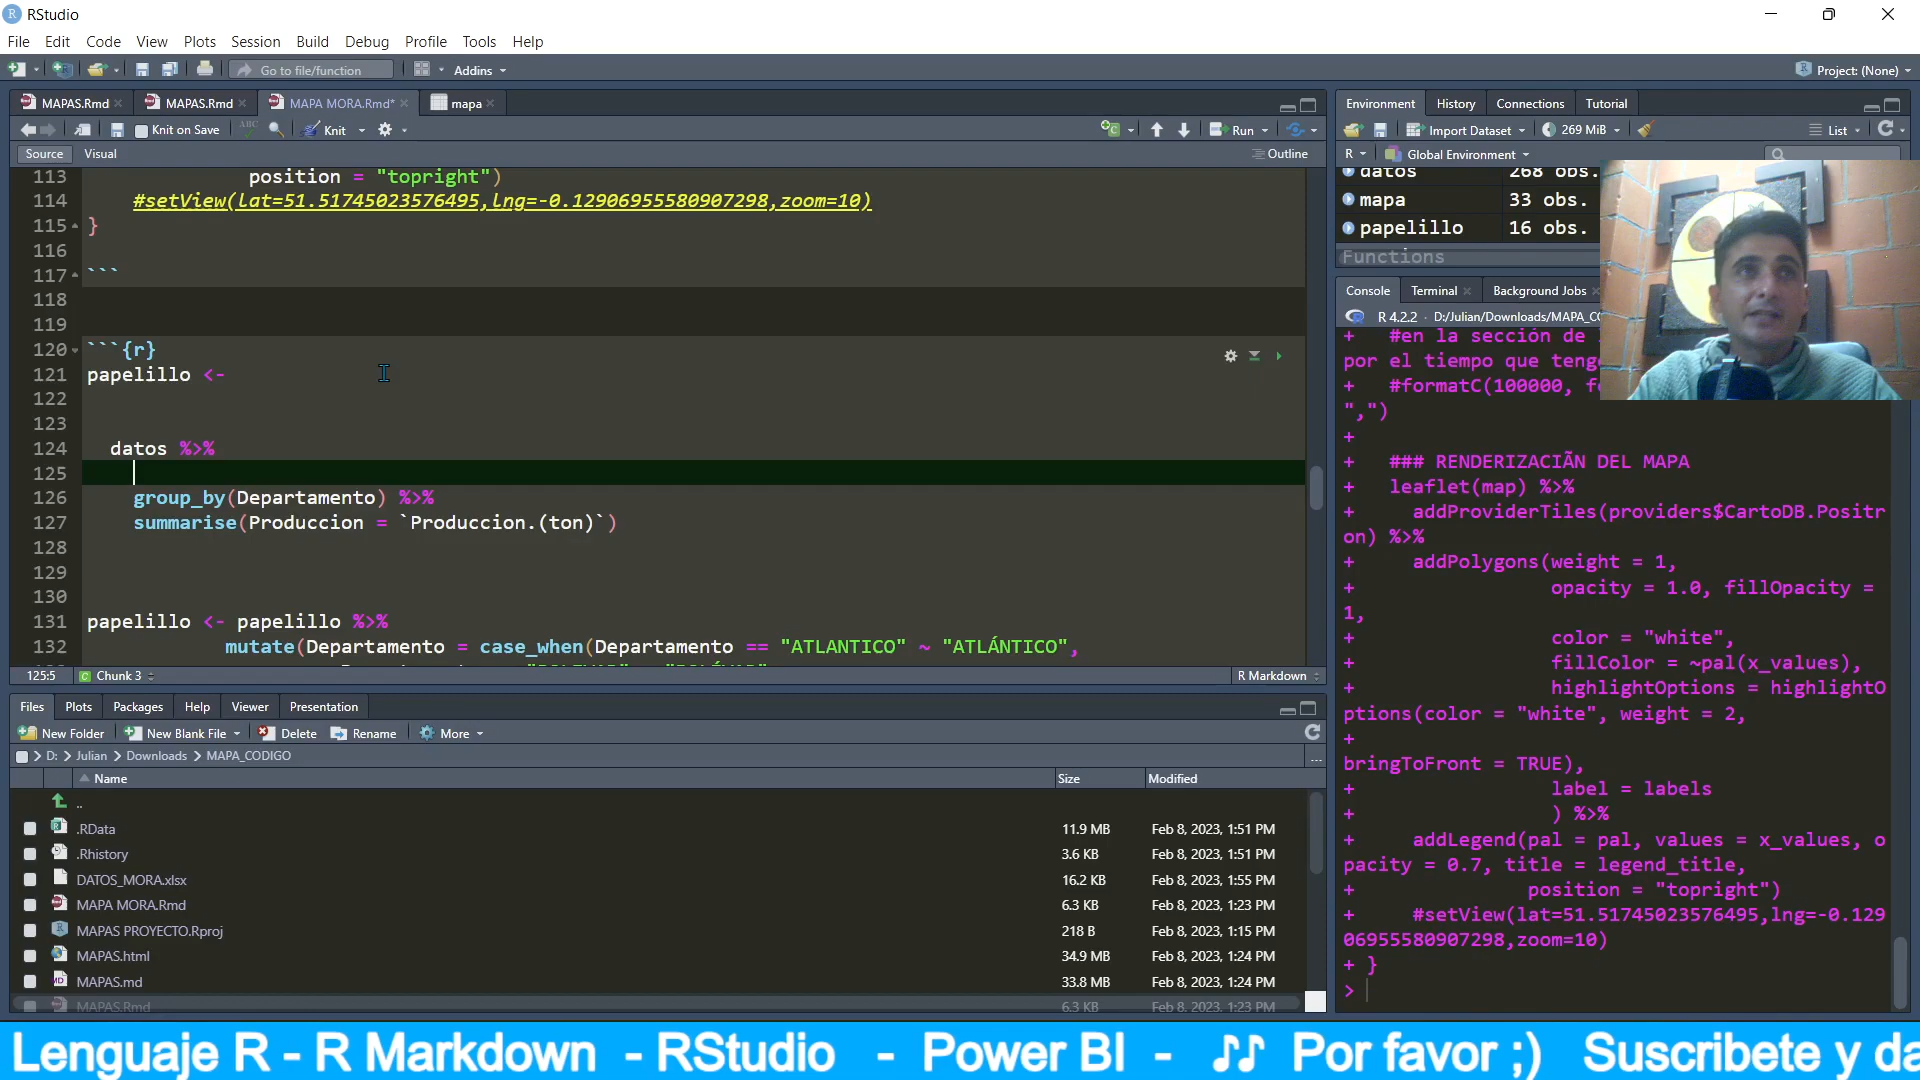 RStudio
File Edit Code View Plots Session Build Debug Profile Tools Help
Go to file/function Addins Project: (None)
MAPAS.Rmd MAPAS.Rmd MAPA MORA.Rmd* mapa
Knit on Save ABC Knit Run
Source Visual Outline
113 position = "topright")
114 #setView(lat=51.51745023576495,lng=-0.12906955580907298,zoom=10)
115 }
116
117 ```
118
119
120 ```{r}
121 papelillo <-
122
123
124 datos %>%
125
126 group_by(Departamento) %>%
127 summarise(Produccion = `Produccion.(ton)`)
128
129
130
131 papelillo <- papelillo %>%
132 mutate(Departamento = case_when(Departamento == "ATLANTICO" ~ "ATLÁNTICO",
125:5 Chunk 3 R Markdown
Files Plots Packages Help Viewer Presentation
New Folder New Blank File Delete Rename More
D: > Julian > Downloads > MAPA_CODIGO ...
Name Size Modified
..
.RData 11.9 MB Feb 8, 2023, 1:51 PM
.Rhistory 3.6 KB Feb 8, 2023, 1:51 PM
DATOS_MORA.xlsx 16.2 KB Feb 8, 2023, 1:55 PM
MAPA MORA.Rmd 6.3 KB Feb 8, 2023, 1:23 PM
MAPAS PROYECTO.Rproj 218 B Feb 8, 2023, 1:15 PM
MAPAS.html 34.9 MB Feb 8, 2023, 1:24 PM
MAPAS.md 33.8 MB Feb 8, 2023, 1:24 PM
MAPAS.Rmd 6.3 KB Feb 8, 2023, 1:23 PM
Environment History Connections Tutorial
Import Dataset 269 MiB List
R Global Environment
datos 268 obs.
mapa 33 obs.
papelillo 16 obs.
Functions
Console Terminal Background Jobs
R 4.2.2 · D:/Julian/Downloads/MAPA_CO
+ #en la sección de
por el tiempo que teng
+ #formatC(100000, fo
",")
+
+ ### RENDERIZACIÃN DEL MAPA
+ leaflet(map) %>%
+ addProviderTiles(providers$CartoDB.Positr
on) %>%
+ addPolygons(weight = 1,
+ opacity = 1.0, fillOpacity =
1,
+ color = "white",
+ fillColor = ~pal(x_values),
+ highlightOptions = highlightO
ptions(color = "white", weight = 2,
+
bringToFront = TRUE),
+ label = labels
+ ) %>%
+ addLegend(pal = pal, values = x_values, o
pacity = 0.7, title = legend_title,
+ position = "topright")
+ #setView(lat=51.51745023576495,lng=-0.129
06955580907298,zoom=10)
+ }
>
Lenguaje R - R Markdown - RStudio - Power BI - ♪♪ Por favor ;) Suscribete y da